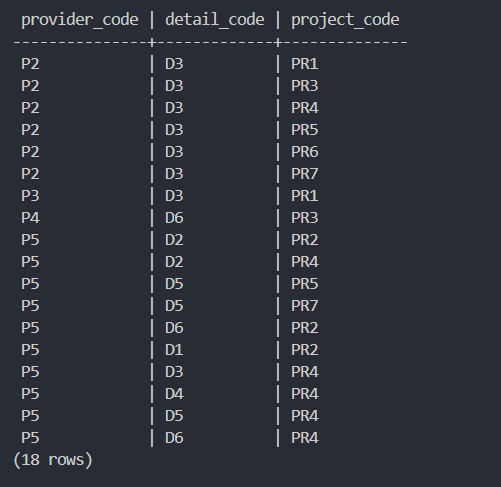 provider_code | detail_code | project_code
---------------+-------------+--------------
 P2            | D3          | PR1
 P2            | D3          | PR3
 P2            | D3          | PR4
 P2            | D3          | PR5
 P2            | D3          | PR6
 P2            | D3          | PR7
 P3            | D3          | PR1
 P4            | D6          | PR3
 P5            | D2          | PR2
 P5            | D2          | PR4
 P5            | D5          | PR5
 P5            | D5          | PR7
 P5            | D6          | PR2
 P5            | D1          | PR2
 P5            | D3          | PR4
 P5            | D4          | PR4
 P5            | D5          | PR4
 P5            | D6          | PR4
(18 rows)